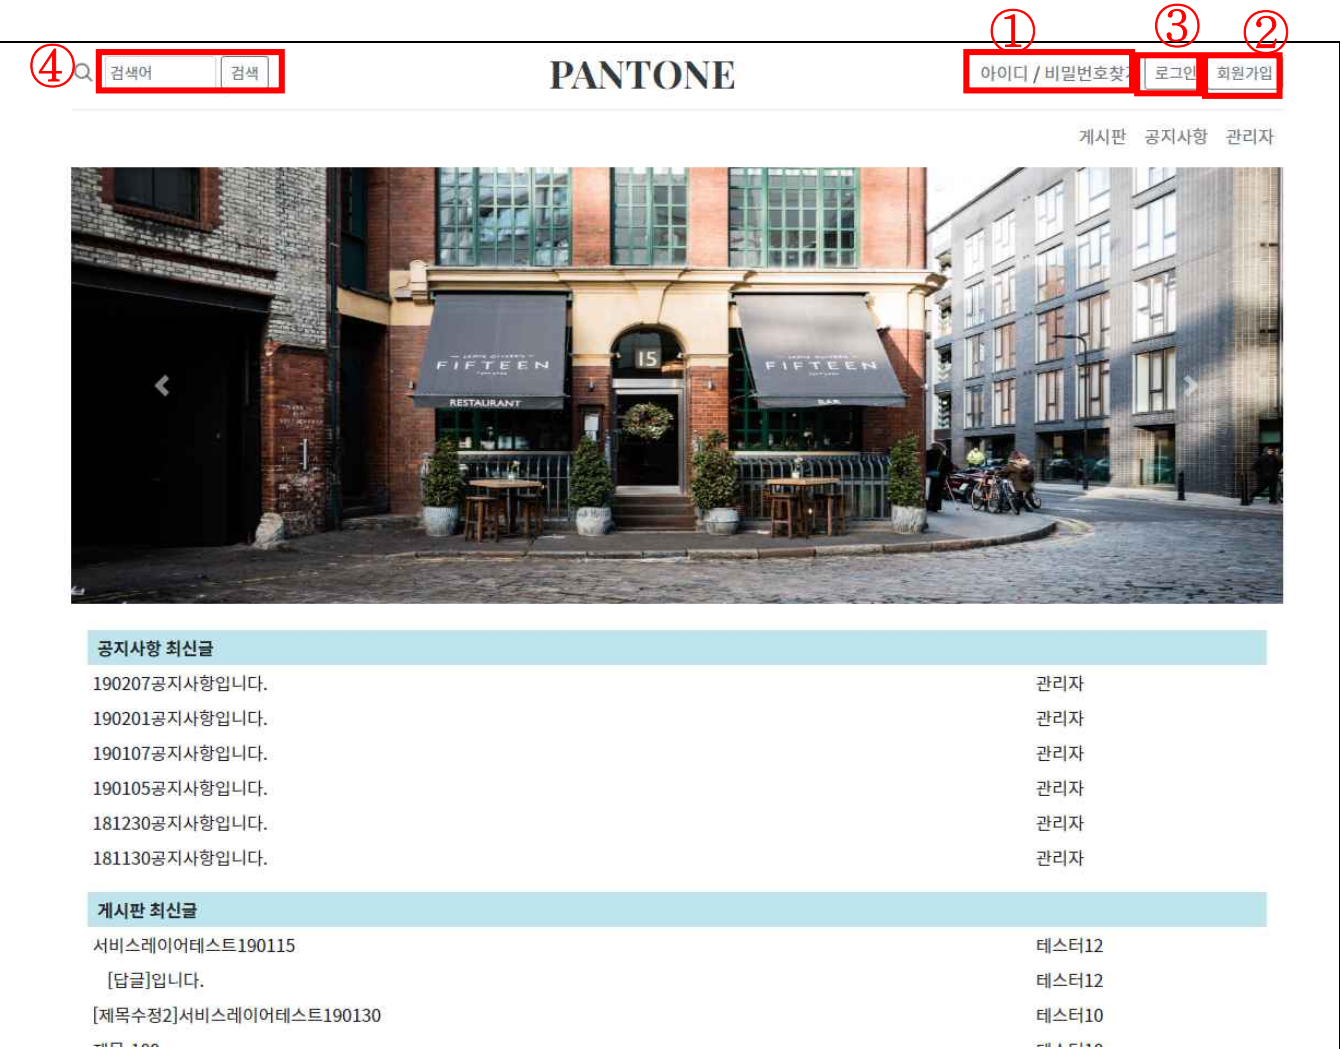 ① ③ ②
④ 검색어 검색 PANTONE 아이디 / 비밀번호찾기 로그인 회원가입
게시판 공지사항 관리자
15
FIFTEEN FIFTEEN
RESTAURANT BAR
공지사항 최신글
190207공지사항입니다. 관리자
190201공지사항입니다. 관리자
190107공지사항입니다. 관리자
190105공지사항입니다. 관리자
181230공지사항입니다. 관리자
181130공지사항입니다. 관리자
게시판 최신글
서비스레이어테스트190115 테스터12
[답글]입니다. 테스터12
[제목수정2]서비스레이어테스트190130 테스터10